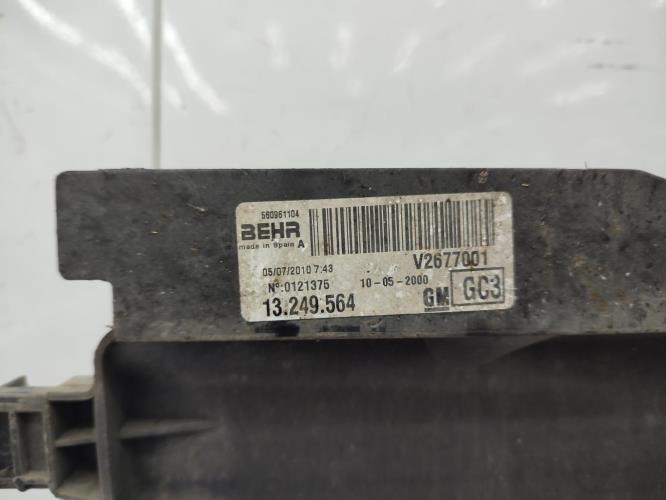 560961104
BEHR
made in Spain A
V2677001
05/07/2010 7:43
Nº:0121375 10-05-2000
13.249.564 GM GC3